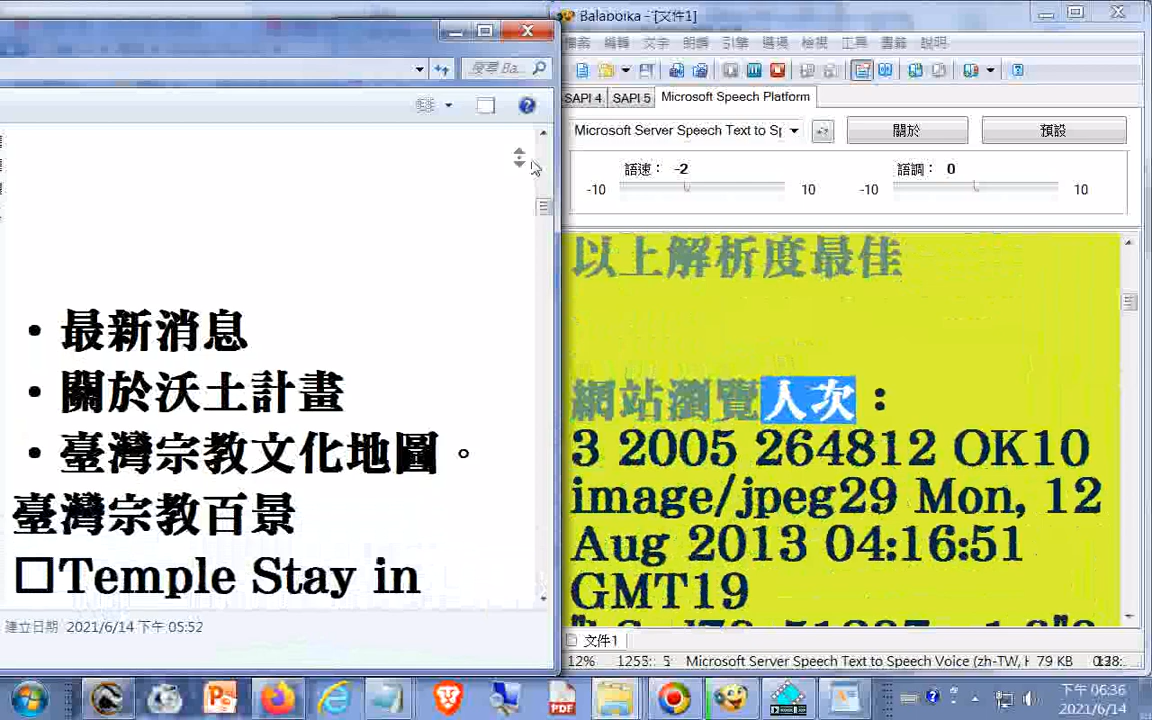 Balabolka - [文件1]
檔案 編輯 文字 朗讀 引擎 選項 檢視 工具 書籤 說明
搜尋 Ba...
SAPI 4 SAPI 5 Microsoft Speech Platform
Microsoft Server Speech Text to Sp
關於
預設
語速： -2
語調： 0
-10 10 -10 10
• 最新消息
• 關於沃土計畫
• 臺灣宗教文化地圖。
臺灣宗教百景
□Temple Stay in
建立日期 2021/6/14 下午 05:52
以上解析度最佳
網站瀏覽人次：
3 2005 264812 OK10
image/jpeg29 Mon, 12
Aug 2013 04:16:51
GMT19
文件1
12% Microsoft Server Speech Text to Speech Voice (zh-TW, H 79 KB
PDF
下午 06:36
2021/6/14